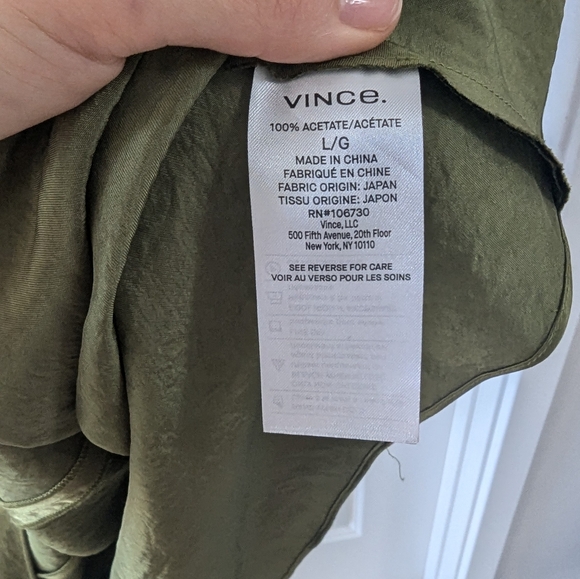 VINCe.
100% ACETATE/ACÉTATE
L/G
MADE IN CHINA
FABRIQUÉ EN CHINE
FABRIC ORIGIN: JAPAN
TISSU ORIGINE: JAPON
RN#106730
Vince, LLC
500 Fifth Avenue, 20th Floor
New York, NY 10110
SEE REVERSE FOR CARE
VOIR AU VERSO POUR LES SOINS